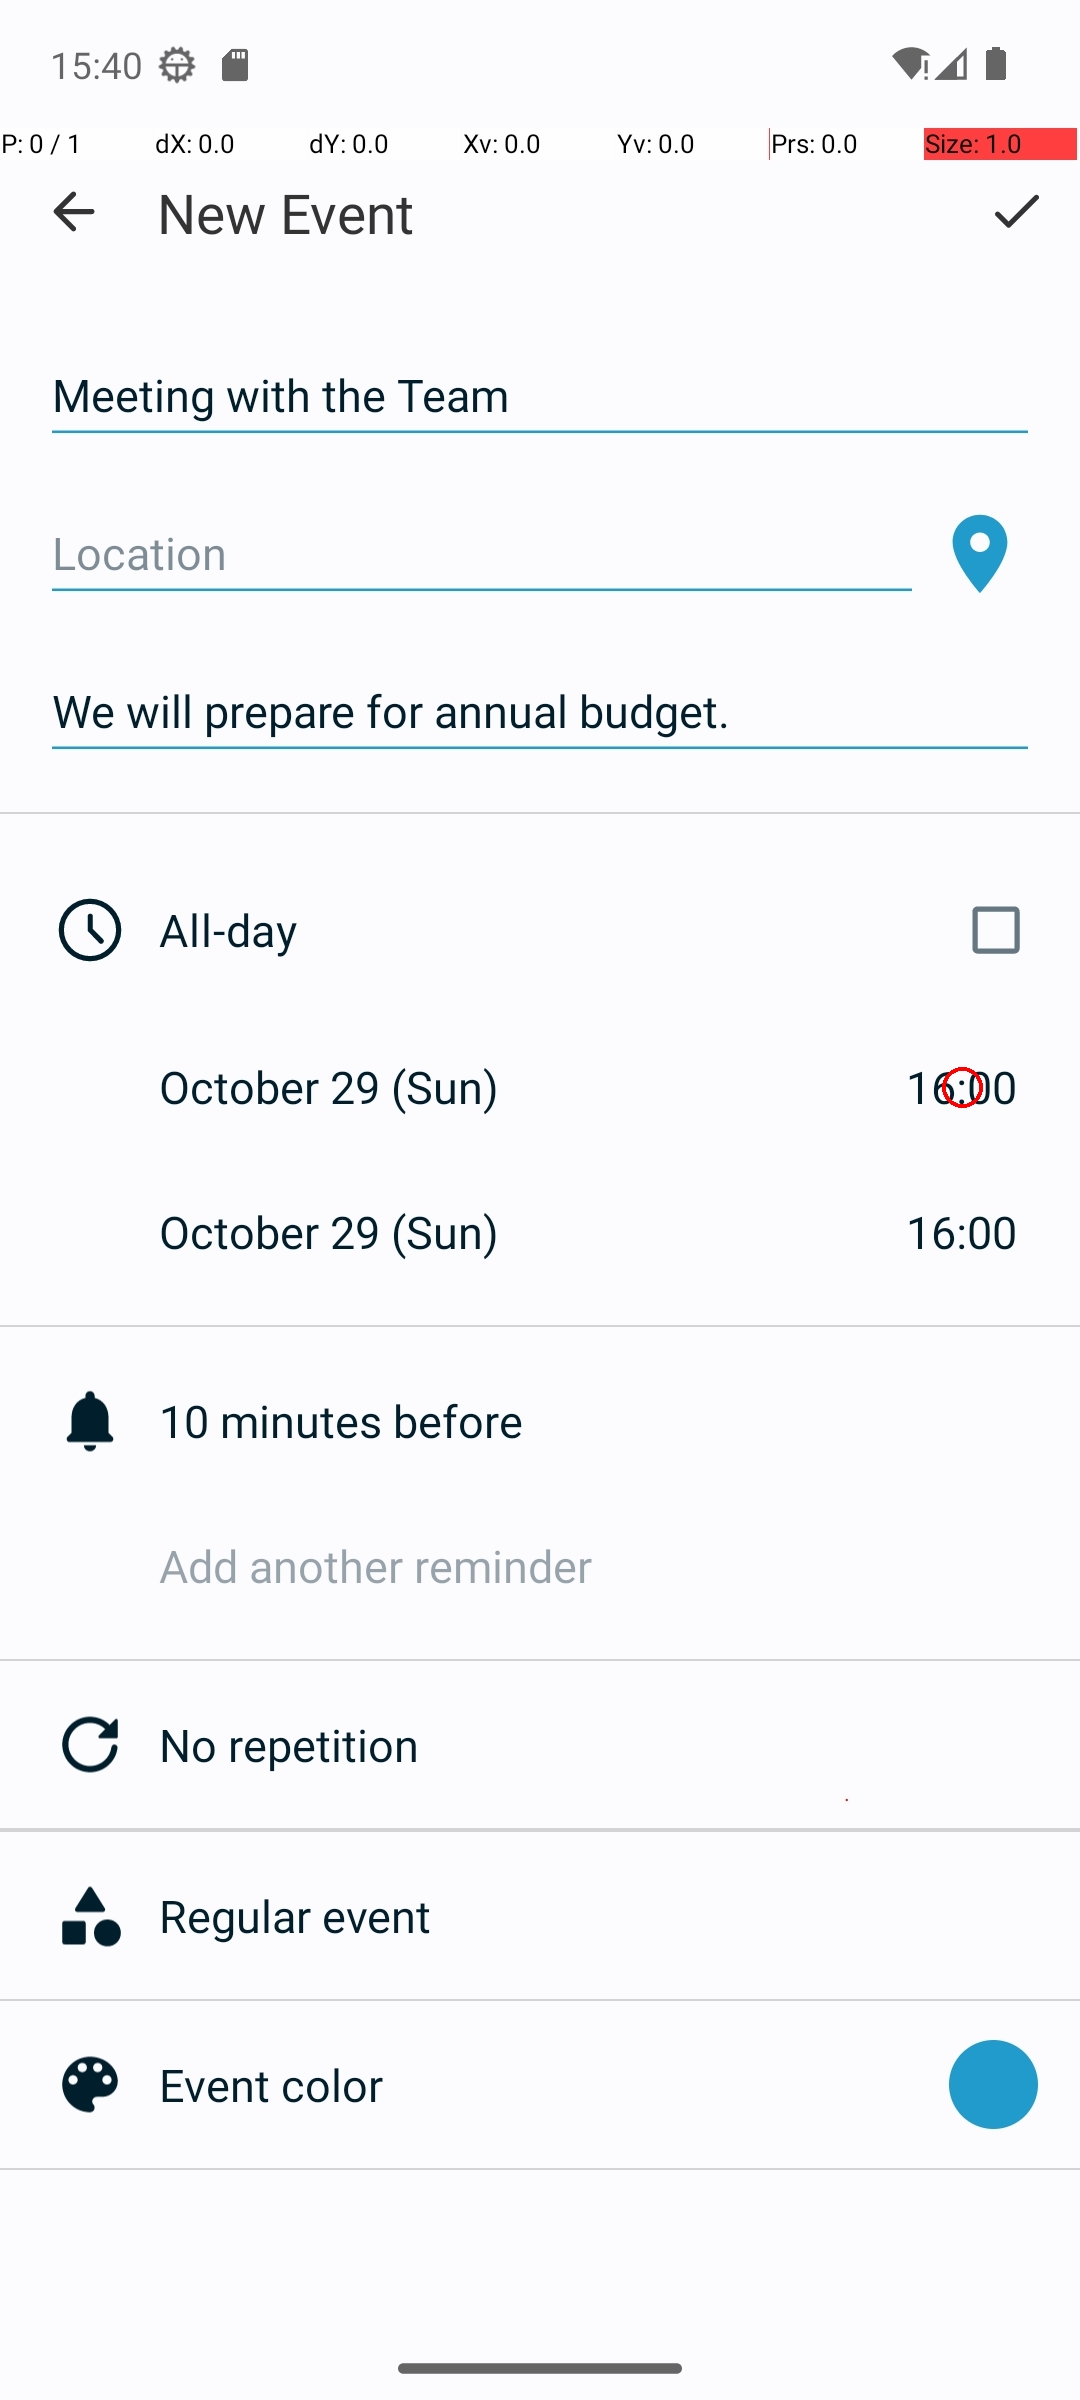 15:40
P: 0 / 1 dX: 0.0 dY: 0.0 Xv: 0.0 Yv: 0.0 Prs: 0.0 Size: 1.0
New Event
Meeting with the Team
Location
We will prepare for annual budget.
All-day
October 29 (Sun) 16:00
October 29 (Sun) 16:00
10 minutes before
Add another reminder
No repetition
Regular event
Event color